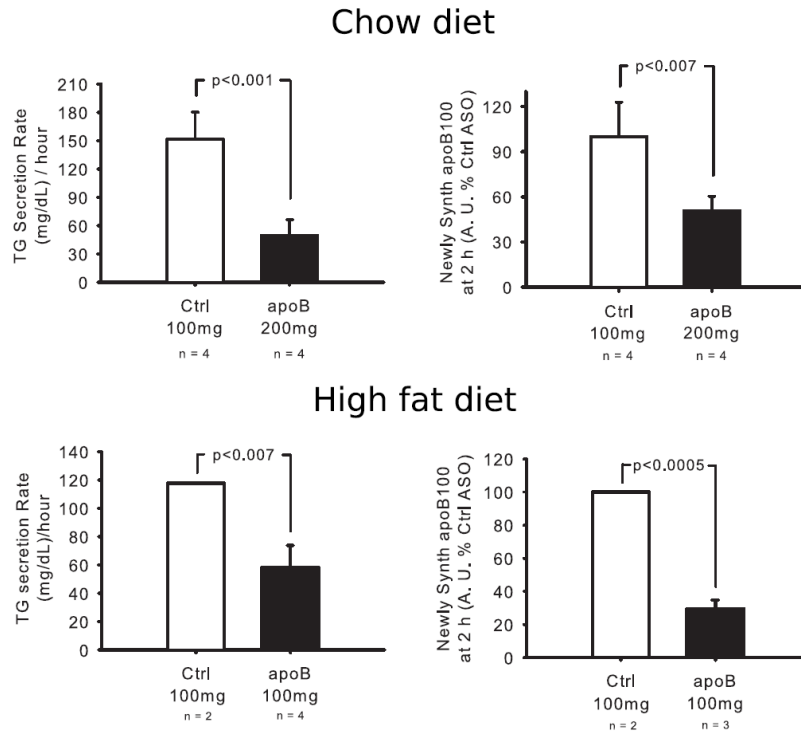 Chow diet
TG Secretion Rate
(mg/dL) / hour
210
180
150
120
90
60
30
0
p<0.001
Ctrl
100mg
n = 4
apoB
200mg
n = 4
Newly Synth apoB100
at 2 h (A. U. % Ctrl ASO)
120
90
60
30
0
p<0.007
Ctrl
100mg
n = 4
apoB
200mg
n = 4
High fat diet
TG secretion Rate
(mg/dL)/hour
140
120
100
80
60
40
20
0
p<0.007
Ctrl
100mg
n = 2
apoB
100mg
n = 4
Newly Synth apoB100
at 2 h (A. U. % Ctrl ASO)
120
100
80
60
40
20
0
p<0.0005
Ctrl
100mg
n = 2
apoB
100mg
n = 3